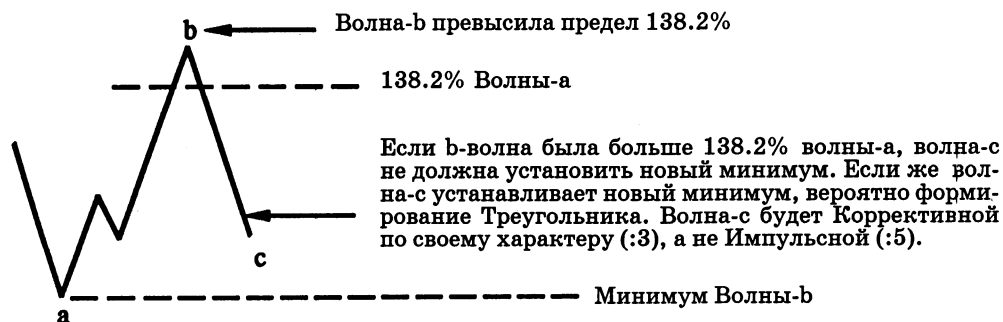 b
Волна-b превысила предел 138.2%
138.2% Волны-a
Если b-волна была больше 138.2% волны-a, волна-c
не должна установить новый минимум. Если же вол-
на-c устанавливает новый минимум, вероятно форми-
рование Треугольника. Волна-c будет Коррективной
по своему характеру (:3), а не Импульсной (:5).
c
Минимум Волны-b
a